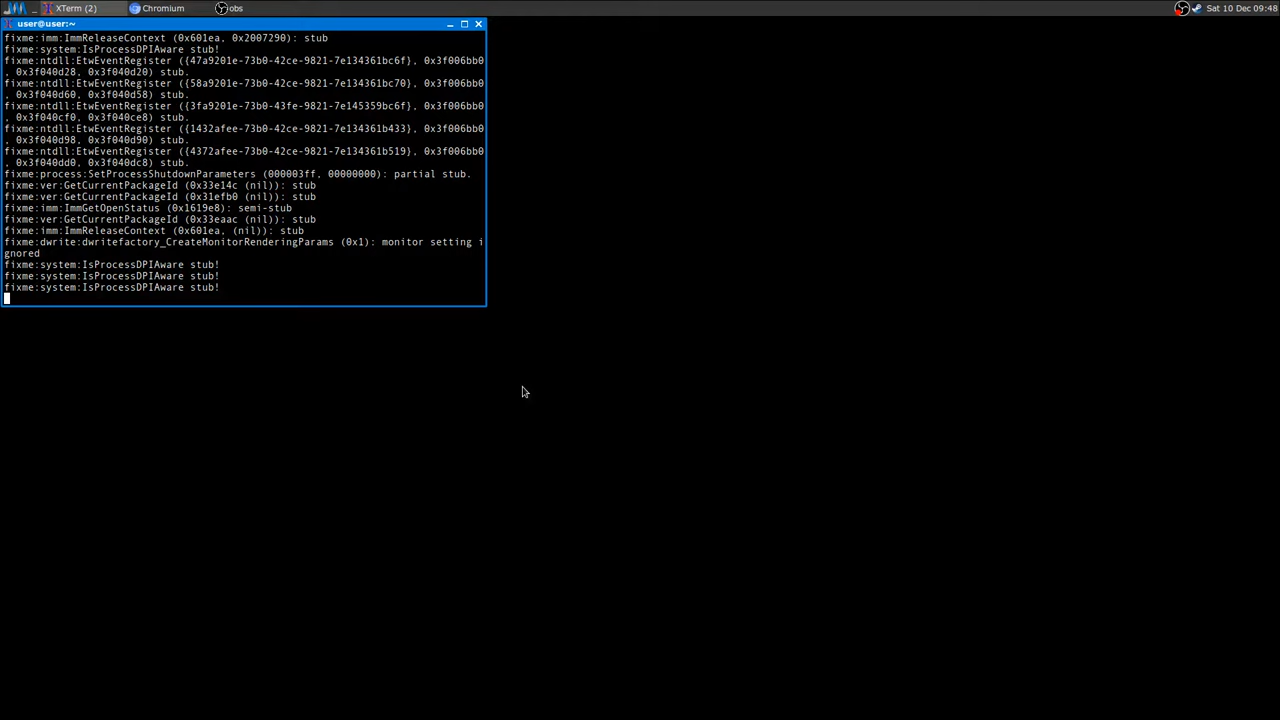 XTerm (2)
Chromium
obs
Sat 10 Dec 09:48
user@user:~
fixme:imm:ImmReleaseContext (0x601ea, 0x2007290): stub
fixme:system:IsProcessDPIAware stub!
fixme:ntdll:EtwEventRegister ({47a9201e-73b0-42ce-9821-7e134361bc6f}, 0x3f006bb0
, 0x3f040d28, 0x3f040d20) stub.
fixme:ntdll:EtwEventRegister ({58a9201e-73b0-42ce-9821-7e134361bc70}, 0x3f006bb0
, 0x3f040d60, 0x3f040d58) stub.
fixme:ntdll:EtwEventRegister ({3fa9201e-73b0-43fe-9821-7e145359bc6f}, 0x3f006bb0
, 0x3f040cf0, 0x3f040ce8) stub.
fixme:ntdll:EtwEventRegister ({1432afee-73b0-42ce-9821-7e134361b433}, 0x3f006bb0
, 0x3f040d98, 0x3f040d90) stub.
fixme:ntdll:EtwEventRegister ({4372afee-73b0-42ce-9821-7e134361b519}, 0x3f006bb0
, 0x3f040dd0, 0x3f040dc8) stub.
fixme:process:SetProcessShutdownParameters (000003ff, 00000000): partial stub.
fixme:ver:GetCurrentPackageId (0x33e14c (nil)): stub
fixme:ver:GetCurrentPackageId (0x31efb0 (nil)): stub
fixme:imm:ImmGetOpenStatus (0x1619e8): semi-stub
fixme:ver:GetCurrentPackageId (0x33eaac (nil)): stub
fixme:imm:ImmReleaseContext (0x601ea, (nil)): stub
fixme:dwrite:dwritefactory_CreateMonitorRenderingParams (0x1): monitor setting i
gnored
fixme:system:IsProcessDPIAware stub!
fixme:system:IsProcessDPIAware stub!
fixme:system:IsProcessDPIAware stub!